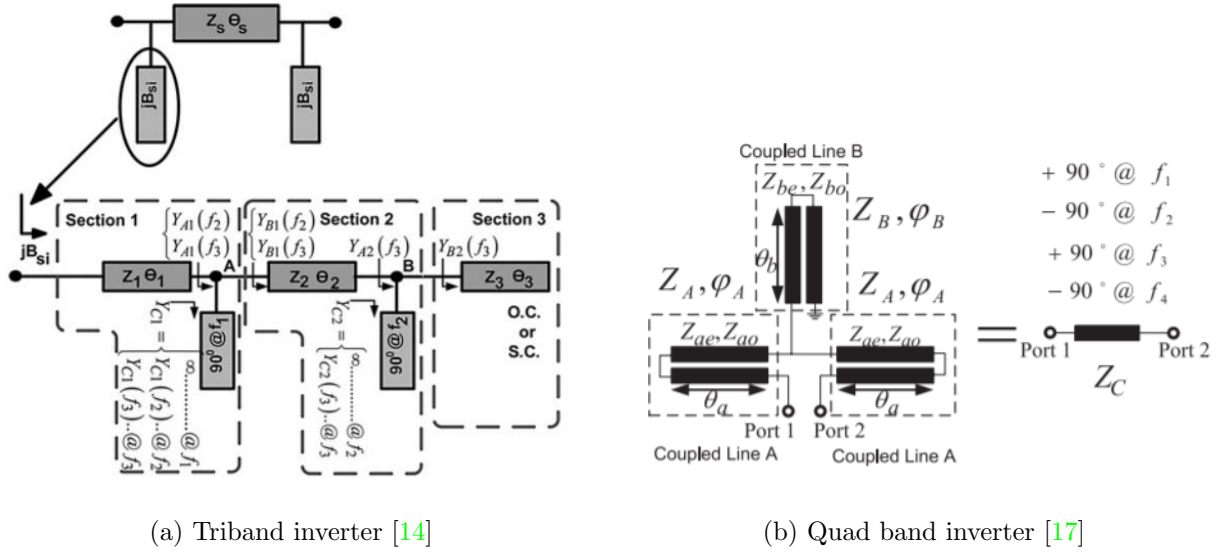 Z_s Θ_s
jB_si
jB_si
Section 1
Y_A1(f_2)
Y_A1(f_3)
Y_B1(f_2)
Y_B1(f_3)
Section 2
Y_A2(f_3)
Section 3
Y_B2(f_3)
jB_si
Z_1 Θ_1
A
Z_2 Θ_2
B
Z_3 Θ_3
O.C.
or
S.C.
90⁰@f_1
Y_C1 =
∞ ........ @ f_1
Y_C1(f_2)..@ f_2
Y_C1(f_3)..@ f_3
90⁰@f_2
Y_C2 =
∞ ........ @ f_2
Y_C2(f_3)..@ f_3
(a) Triband inverter [14]
Coupled Line B
Z_be, Z_bo
θ_b
Z_B, φ_B
Z_A, φ_A
Z_A, φ_A
Z_ae, Z_ao
Z_ae, Z_ao
θ_a
θ_a
Port 1
Port 2
Coupled Line A
Coupled Line A
+ 90 ° @ f_1
− 90 ° @ f_2
+ 90 ° @ f_3
− 90 ° @ f_4
=
Port 1
Port 2
Z_C
(b) Quad band inverter [17]